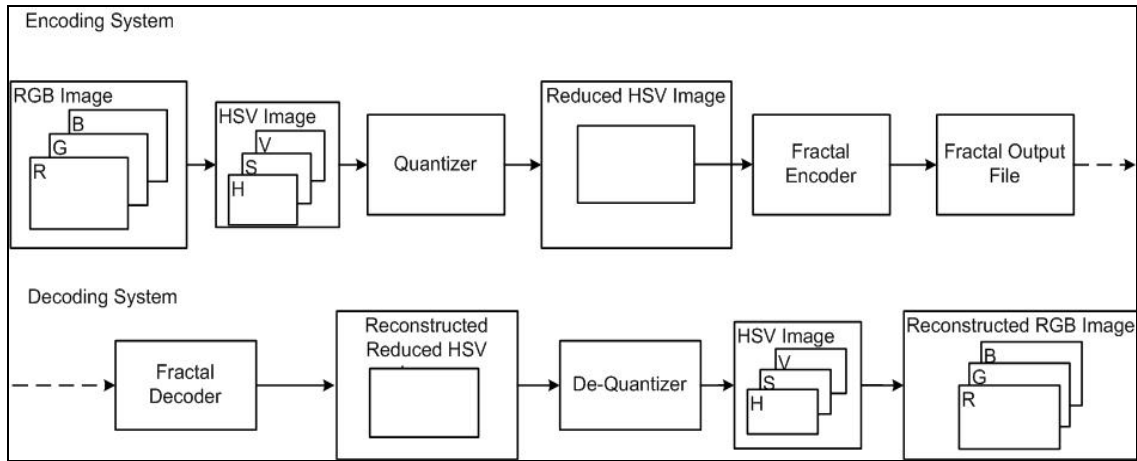 Encoding System
RGB Image
B
G
R
HSV Image
V
S
H
Quantizer
Reduced HSV Image
Fractal
Encoder
Fractal Output
File
Decoding System
Fractal
Decoder
Reconstructed
Reduced HSV
De-Quantizer
HSV Image
V
S
H
Reconstructed RGB Image
B
G
R